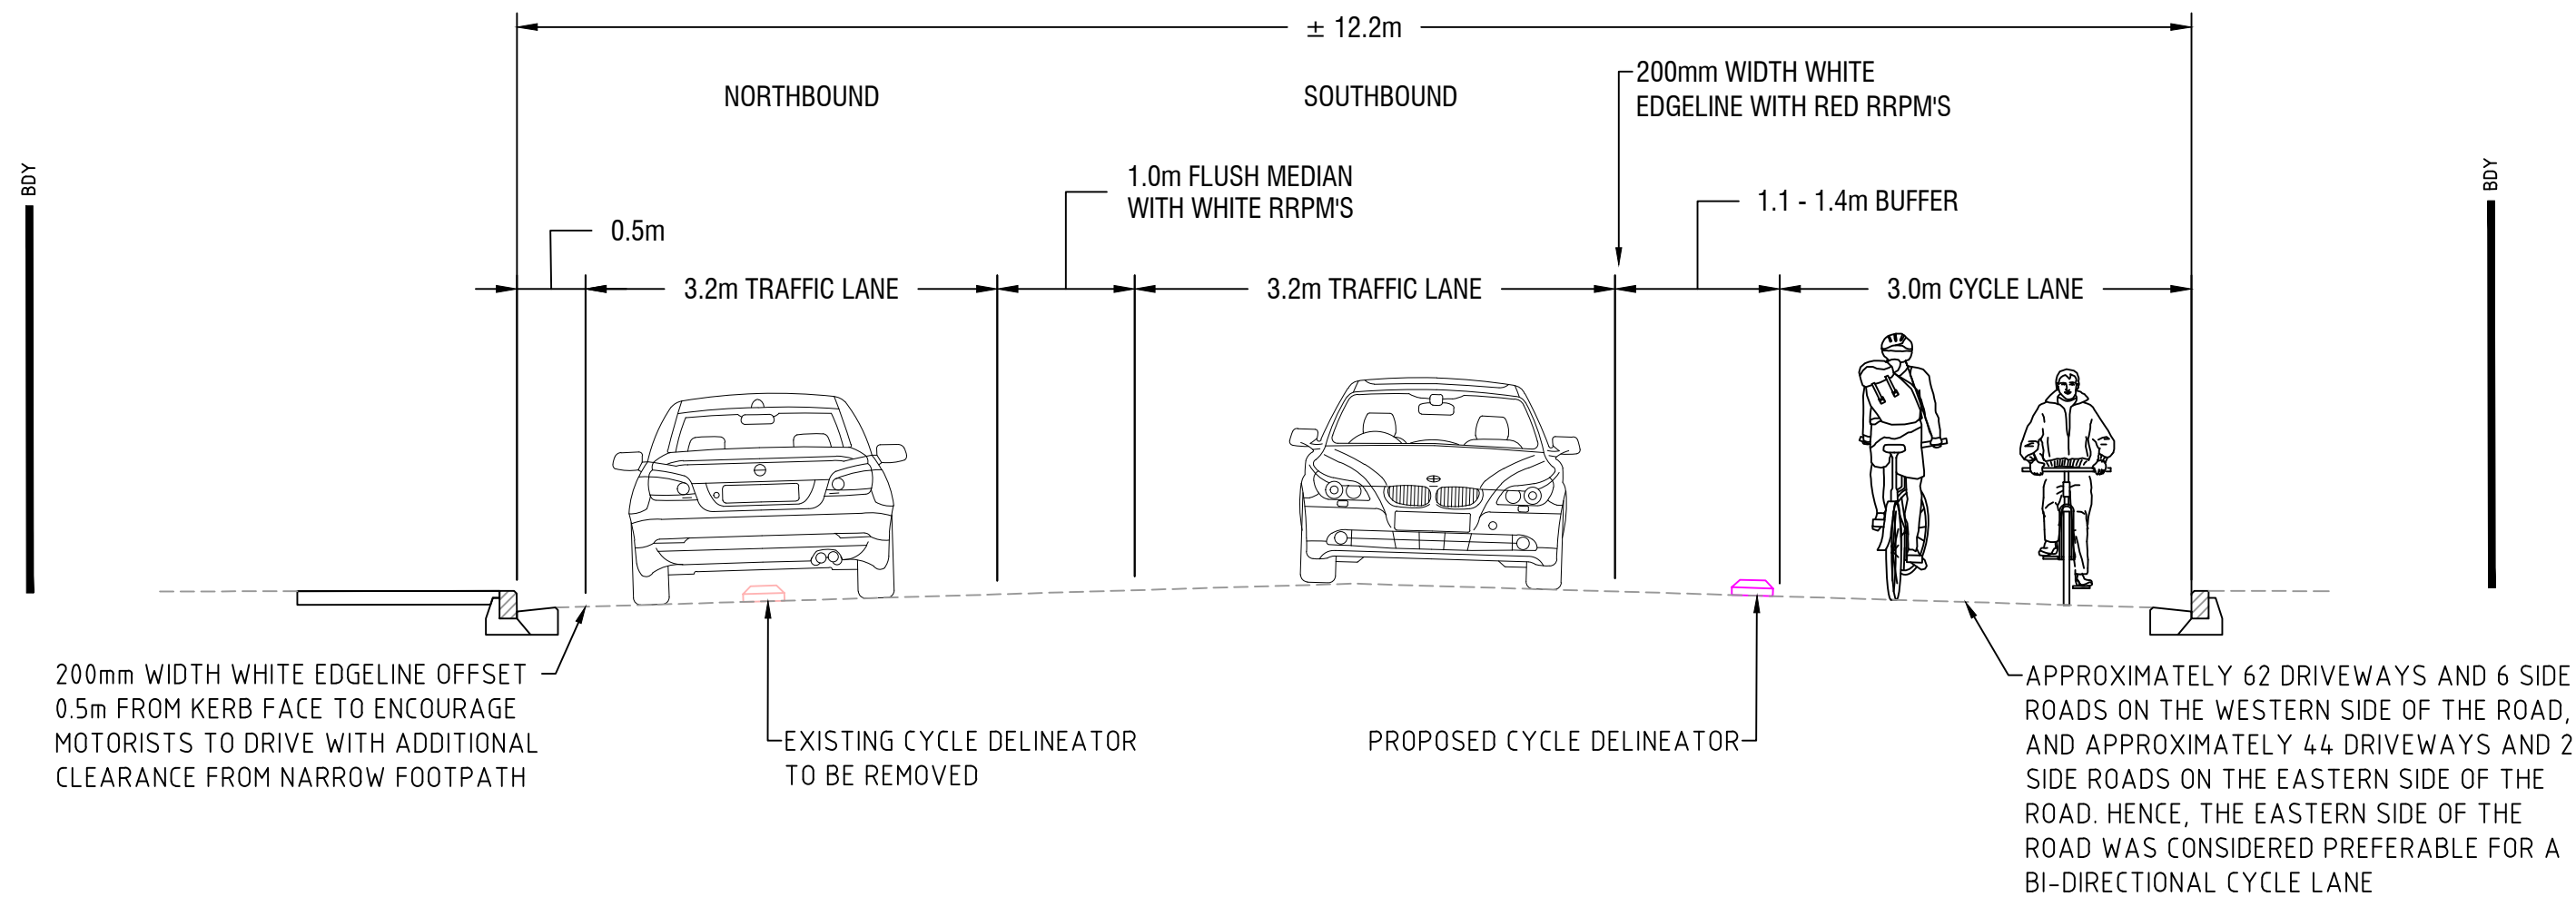 ± 12.2m
NORTHBOUND
SOUTHBOUND
200mm WIDTH WHITE
EDGELINE WITH RED RRPM'S
BDY
BDY
1.0m FLUSH MEDIAN
WITH WHITE RRPM'S
1.1 - 1.4m BUFFER
0.5m
3.2m TRAFFIC LANE
3.2m TRAFFIC LANE
3.0m CYCLE LANE
200mm WIDTH WHITE EDGELINE OFFSET
0.5m FROM KERB FACE TO ENCOURAGE
MOTORISTS TO DRIVE WITH ADDITIONAL
CLEARANCE FROM NARROW FOOTPATH
EXISTING CYCLE DELINEATOR
TO BE REMOVED
PROPOSED CYCLE DELINEATOR
APPROXIMATELY 62 DRIVEWAYS AND 6 SIDE
ROADS ON THE WESTERN SIDE OF THE ROAD,
AND APPROXIMATELY 44 DRIVEWAYS AND 2
SIDE ROADS ON THE EASTERN SIDE OF THE
ROAD. HENCE, THE EASTERN SIDE OF THE
ROAD WAS CONSIDERED PREFERABLE FOR A
BI-DIRECTIONAL CYCLE LANE